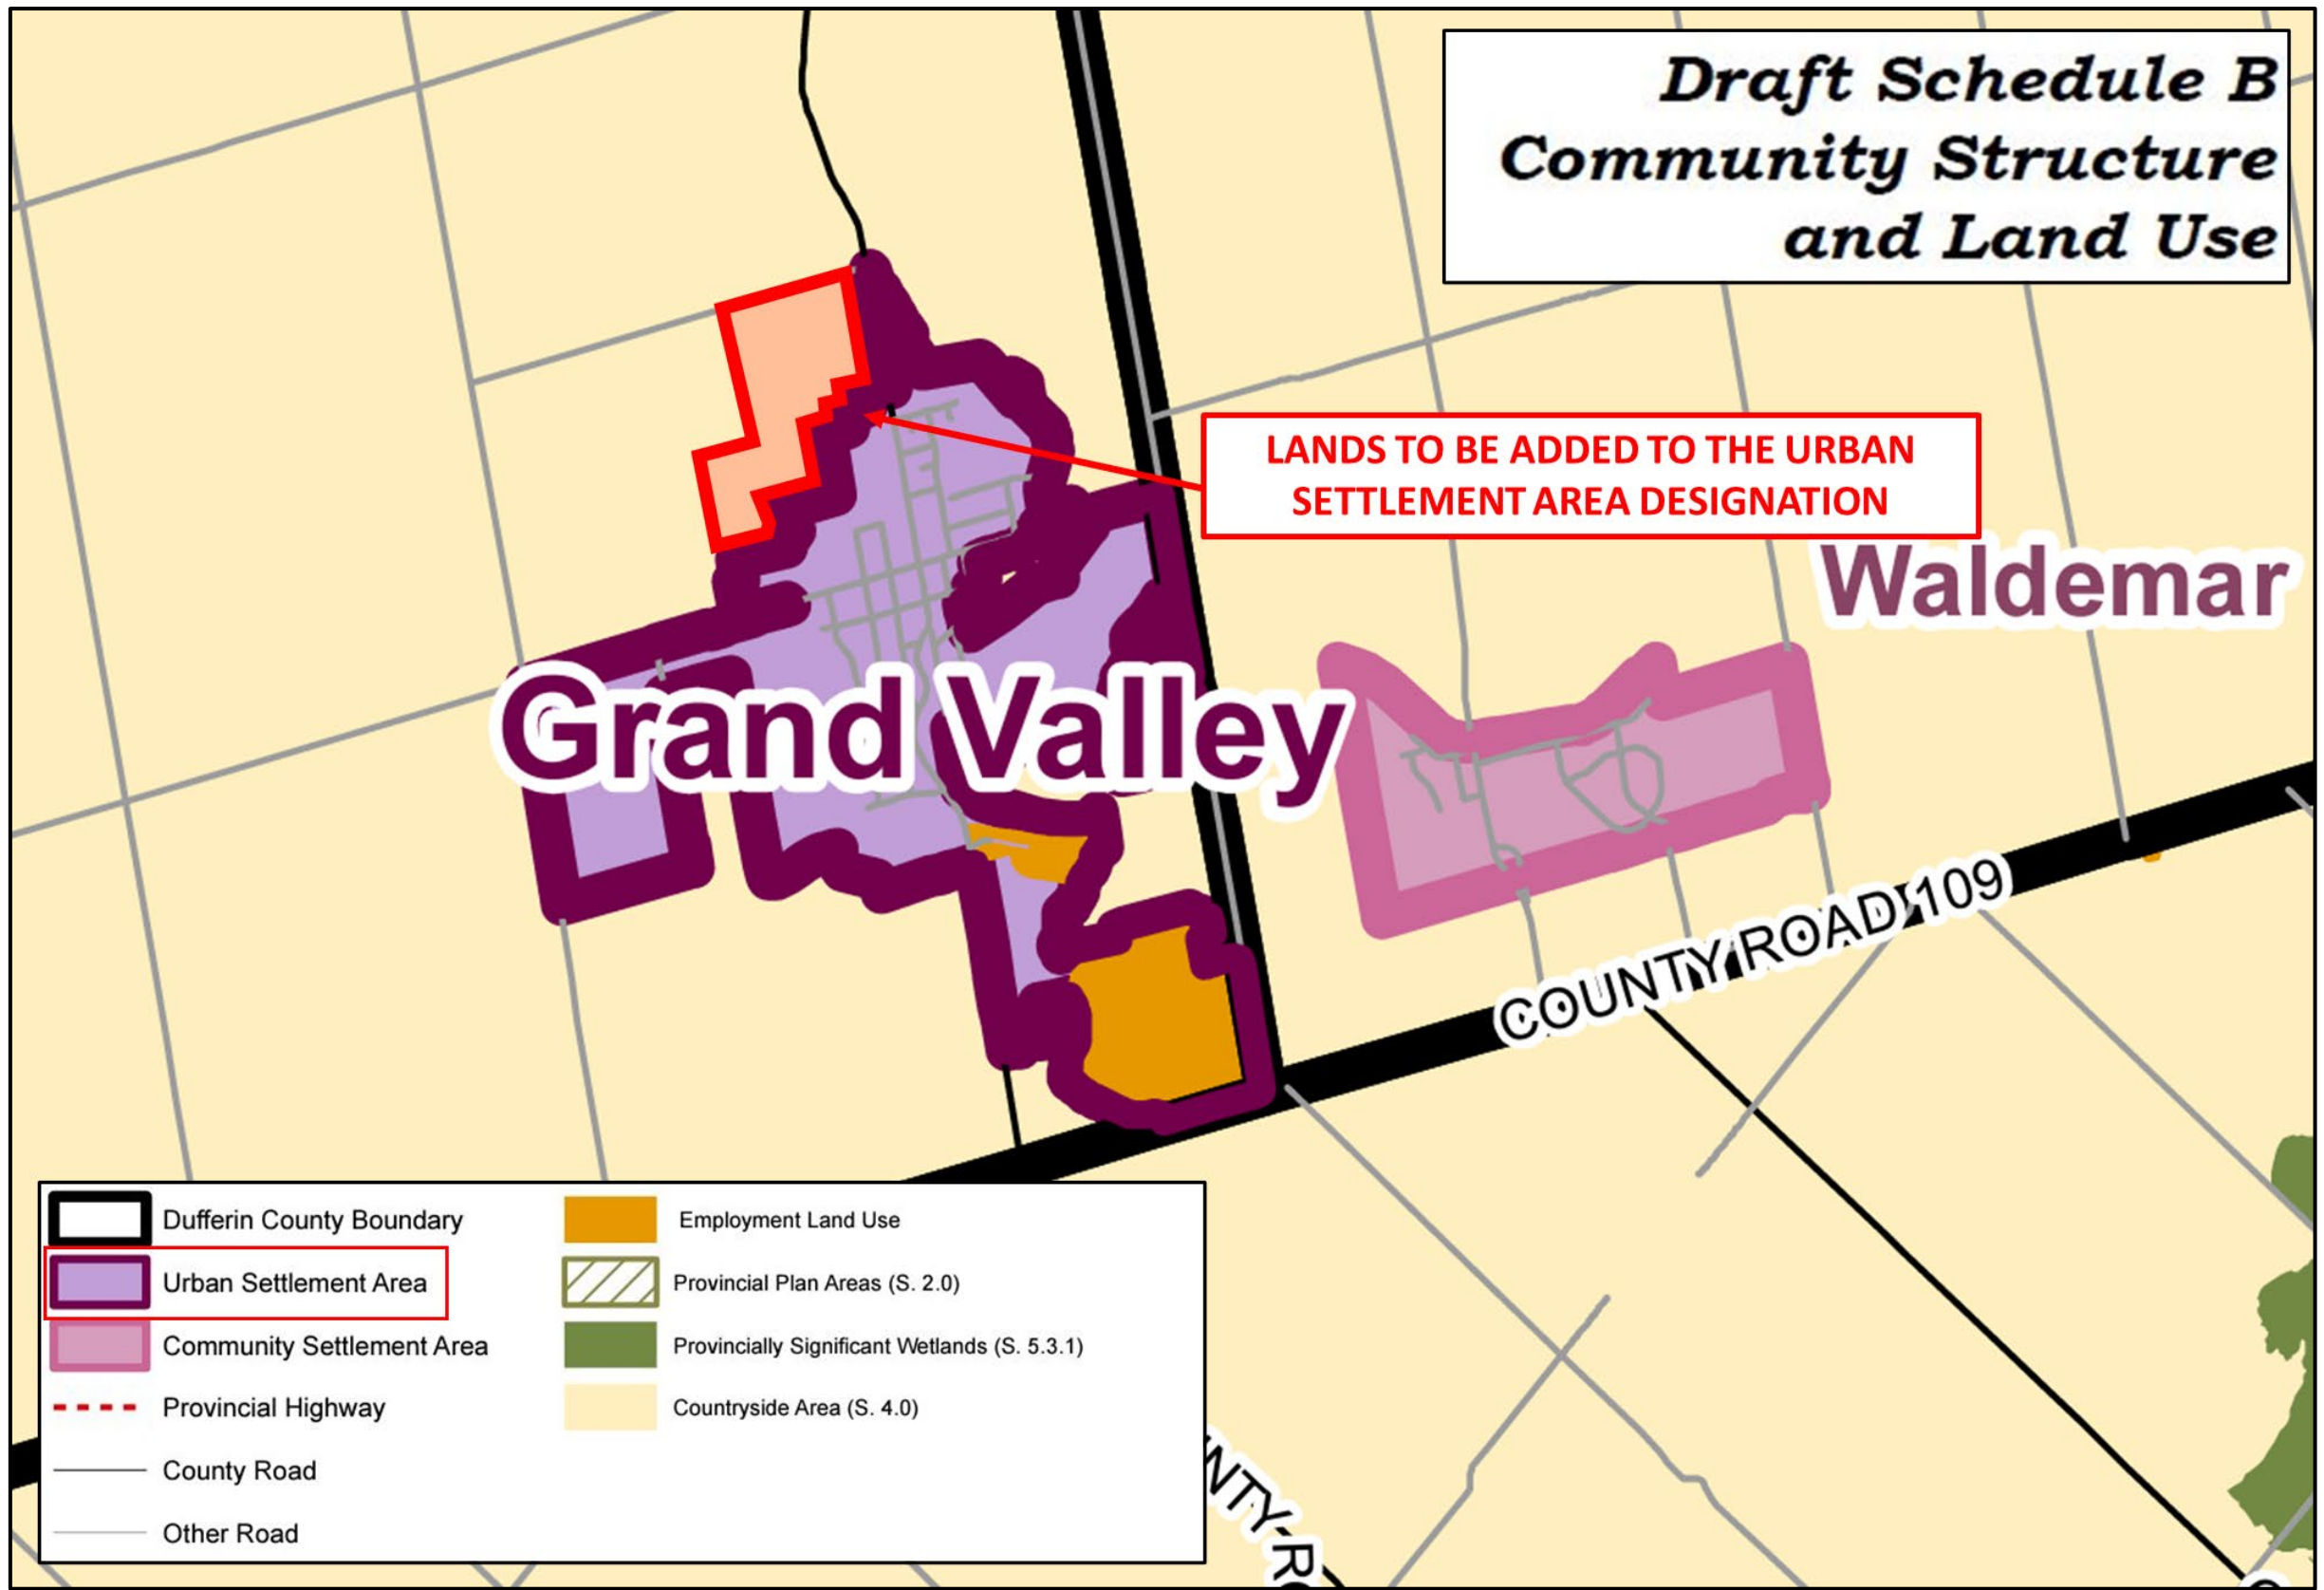 Draft Schedule B
Community Structure
and Land Use
LANDS TO BE ADDED TO THE URBAN
SETTLEMENT AREA DESIGNATION
Waldemar
Grand Valley
COUNTY ROAD 109
Dufferin County Boundary
Urban Settlement Area
Community Settlement Area
Provincial Highway
County Road
Other Road
Employment Land Use
Provincial Plan Areas (S. 2.0)
Provincially Significant Wetlands (S. 5.3.1)
Countryside Area (S. 4.0)